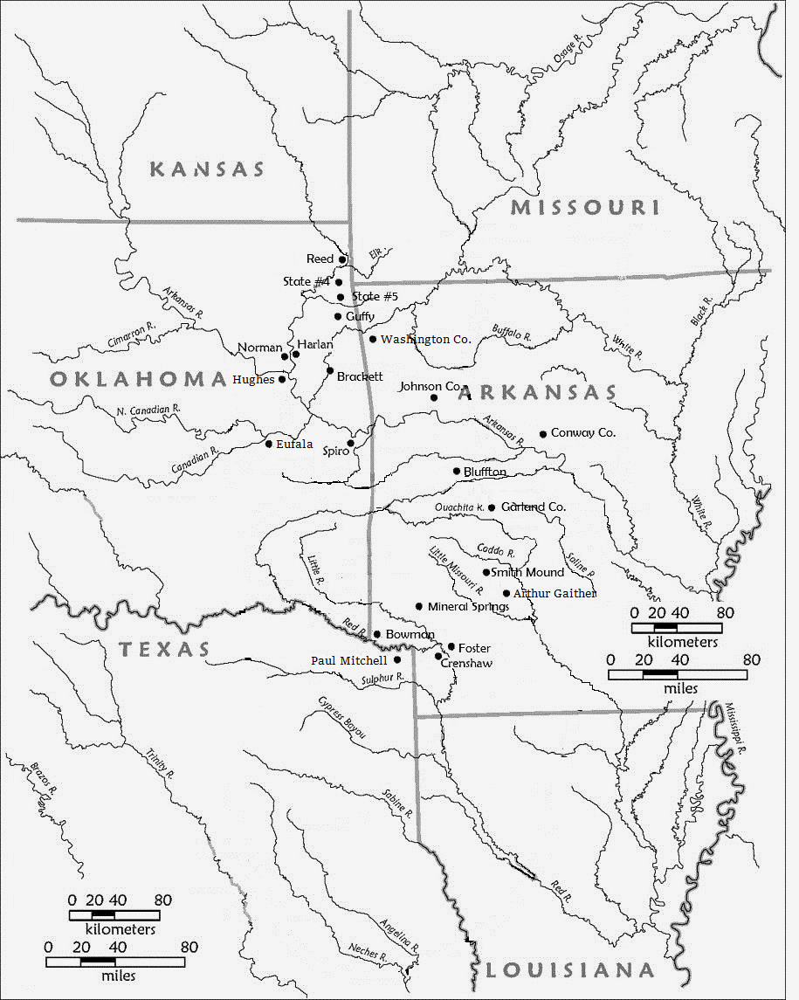 Osage R.
KANSAS
MISSOURI
Elk
Reed
State #4
State #5
Arkansas R.
Black R.
Guffy
Cimarron R.
Buffalo R.
Washington Co.
White R.
Norman
Harlan
OKLAHOMA
Hughes
Brackett
Johnson Co.
ARKANSAS
N. Canadian R.
Arkansas R.
Conway Co.
Eufala
Spiro
Canadian R.
Bluffton
White R.
Ouachita R.
Garland Co.
Caddo R.
Little R.
Little Missouri R.
Saline R.
Smith Mound
Arthur Gaither
Mineral Springs
0 20 40 80
kilometers
0 20 40 80
miles
Red R.
Bowman
TEXAS
Foster
Paul Mitchell
Crenshaw
Sulphur R.
Cypress Bayou
Mississippi R.
Trinity R.
Brazos R.
Sabine R.
Red R.
0 20 40 80
kilometers
0 20 40 80
miles
Angelina R.
Neches R.
LOUISIANA